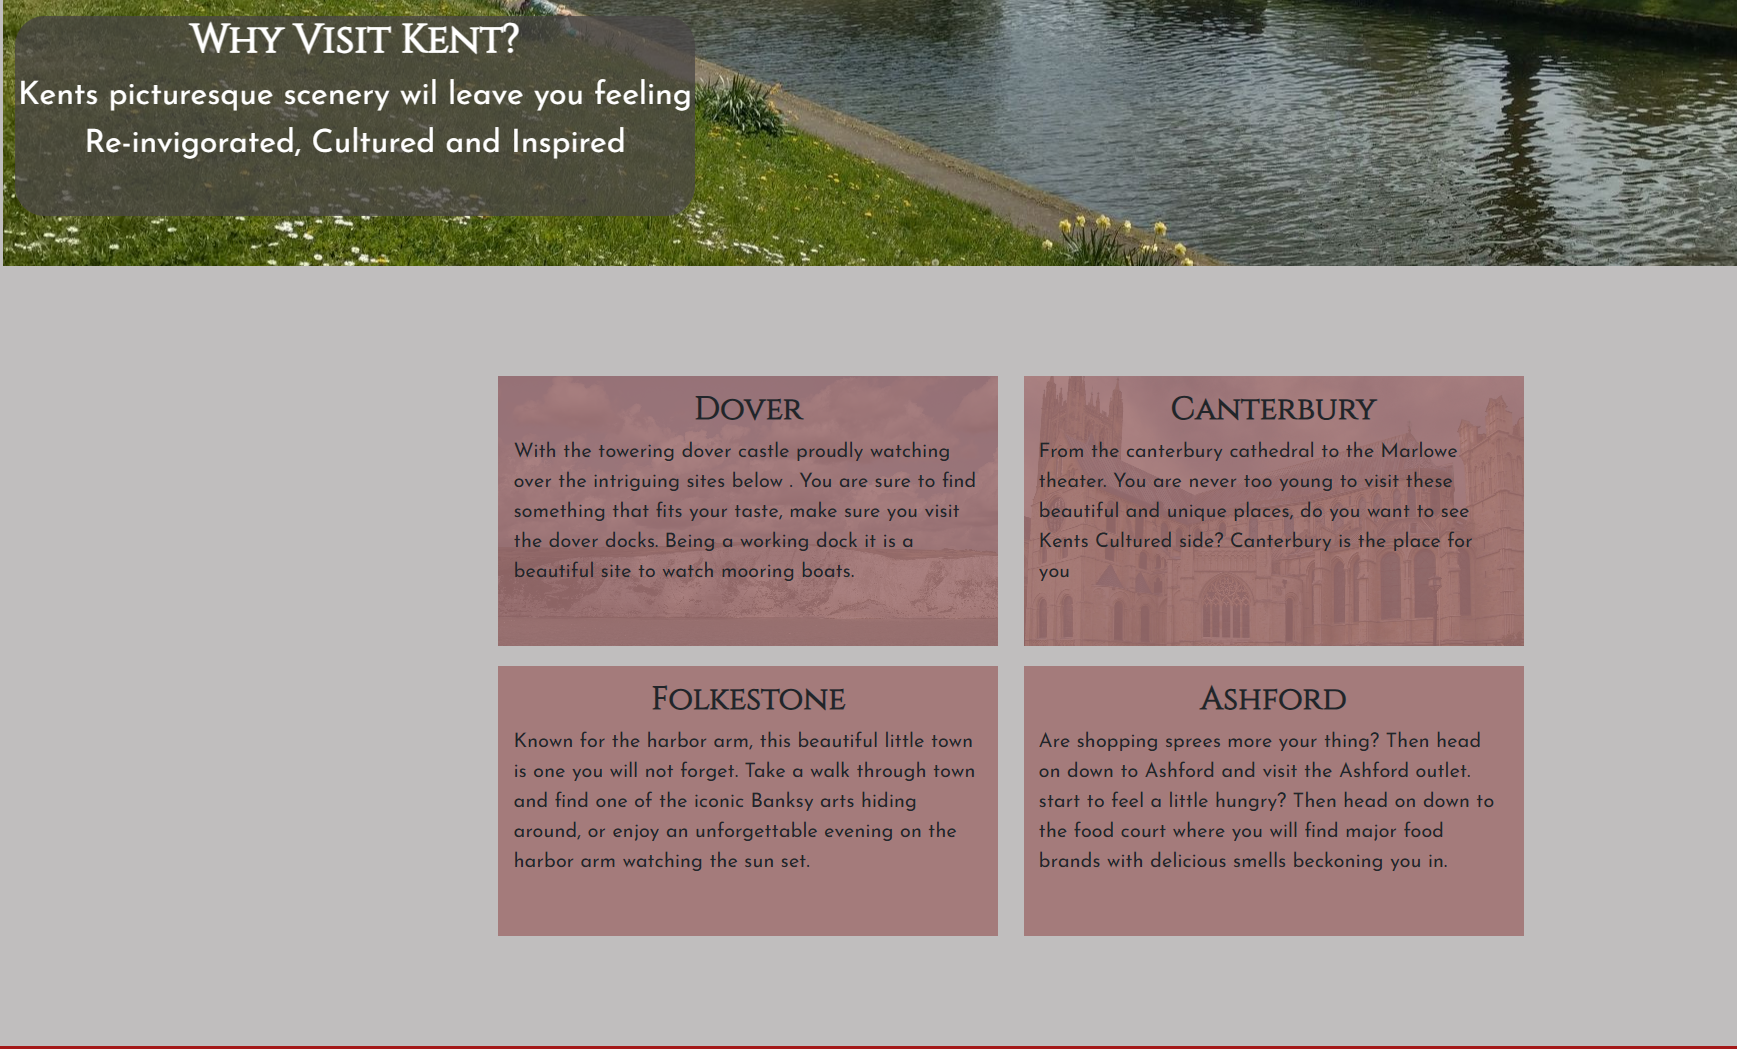 Why Visit Kent?
Kents picturesque scenery wil leave you feeling
Re-invigorated, Cultured and Inspired
Dover
With the towering dover castle proudly watching
over the intriguing sites below . You are sure to find
something that fits your taste, make sure you visit
the dover docks. Being a working dock it is a
beautiful site to watch mooring boats.
Canterbury
From the canterbury cathedral to the Marlowe
theater. You are never too young to visit these
beautiful and unique places, do you want to see
Kents Cultured side? Canterbury is the place for
you
Folkestone
Known for the harbor arm, this beautiful little town
is one you will not forget. Take a walk through town
and find one of the iconic Banksy arts hiding
around, or enjoy an unforgettable evening on the
harbor arm watching the sun set.
Ashford
Are shopping sprees more your thing? Then head
on down to Ashford and visit the Ashford outlet.
start to feel a little hungry? Then head on down to
the food court where you will find major food
brands with delicious smells beckoning you in.